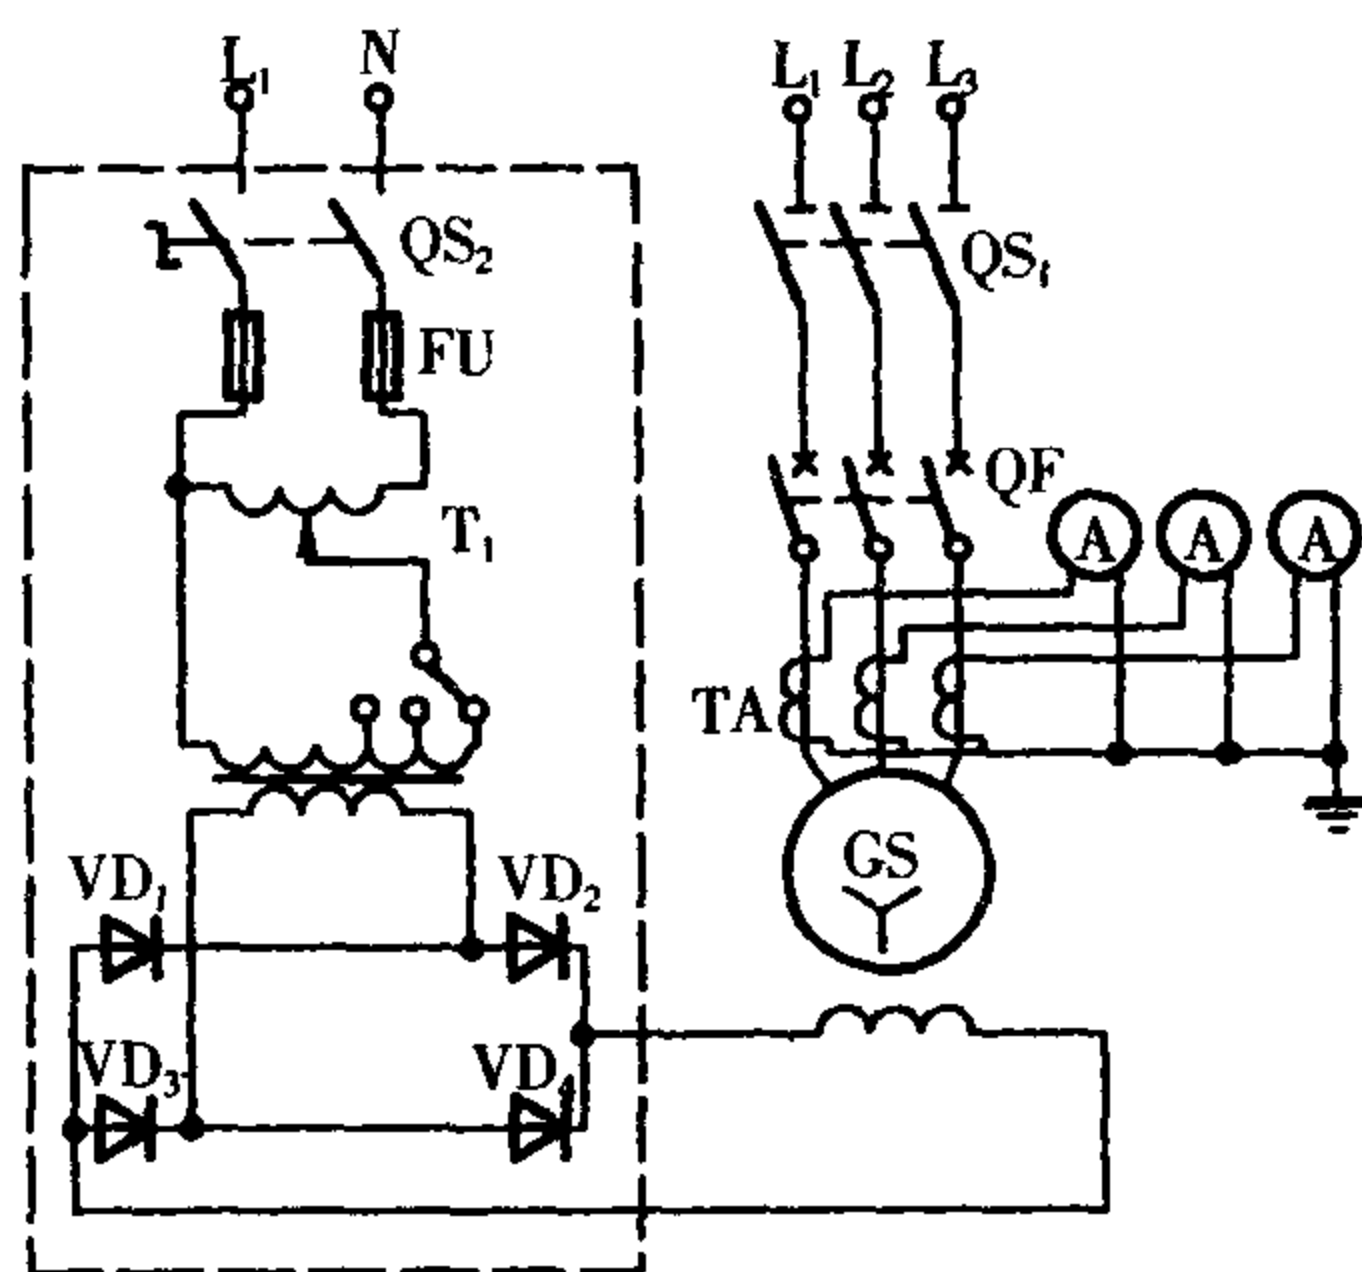 L₁ N
L₁ L₂ L₃
QS₂
QS₁
FU
QF
T₁
A A A
TA
GS
VD₁ VD₂
VD₃ VD₄